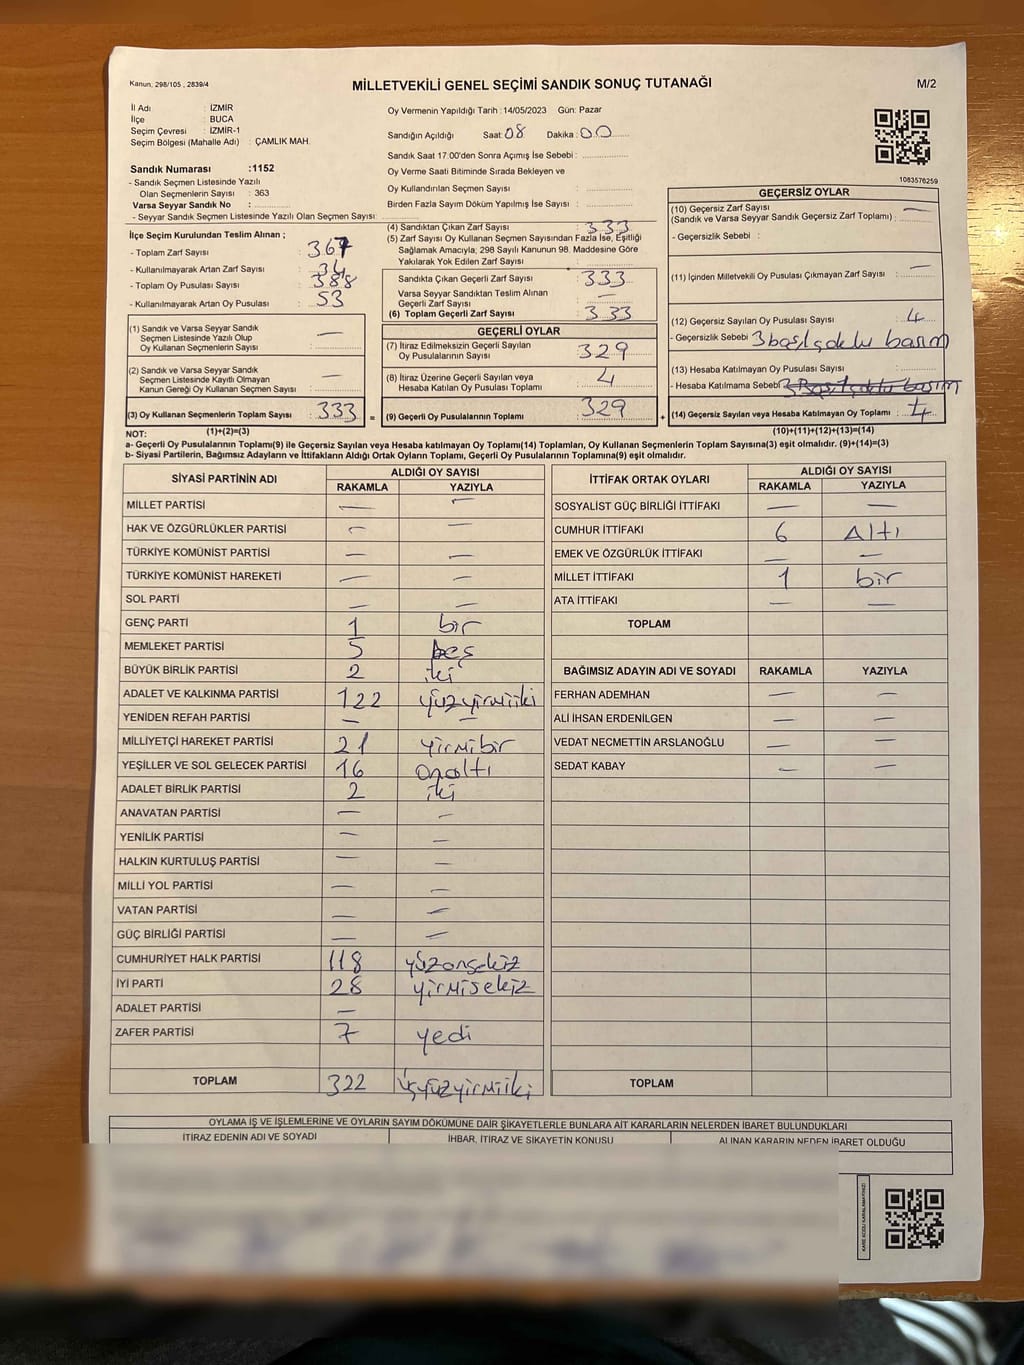 Kanun, 298/105 , 2839/4
MİLLETVEKİLİ GENEL SEÇİMİ SANDIK SONUÇ TUTANAĞI
M/2
İl Adı : İZMİR
İlçe : BUCA
Seçim Çevresi : İZMİR-1
Seçim Bölgesi (Mahalle Adı) : ÇAMLIK MAH.
Sandık Numarası :1152
- Sandık Seçmen Listesinde Yazılı
Olan Seçmenlerin Sayısı : 363
Varsa Seyyar Sandık No :
- Seyyar Sandık Seçmen Listesinde Yazılı Olan Seçmen Sayısı:
Oy Vermenin Yapıldığı Tarih :14/05/2023 Gün: Pazar
Sandığın Açıldığı Saat: 08 Dakika : 00
Sandık Saat 17.00'den Sonra Açımış İse Sebebi :
Oy Verme Saati Bitiminde Sırada Bekleyen ve
Oy Kullandırılan Seçmen Sayısı :
Birden Fazla Sayım Döküm Yapılmış İse Sayısı :
1083576259
İlçe Seçim Kurulundan Teslim Alınan ;
- Toplam Zarf Sayısı : 367
- Kullanılmayarak Artan Zarf Sayısı : 34
- Toplam Oy Pusulası Sayısı : 388
- Kullanılmayarak Artan Oy Pusulası : 53
(4) Sandıktan Çıkan Zarf Sayısı : 333
(5) Zarf Sayısı Oy Kullanan Seçmen Sayısından Fazla İse, Eşitliği
Sağlamak Amacıyla; 298 Sayılı Kanunun 98. Maddesine Göre
Yakılarak Yok Edilen Zarf Sayısı :
Sandıkta Çıkan Geçerli Zarf Sayısı : 333
Varsa Seyyar Sandıktan Teslim Alınan
Geçerli Zarf Sayısı : —
(6) Toplam Geçerli Zarf Sayısı : 333
GEÇERSİZ OYLAR
(10) Geçersiz Zarf Sayısı —
(Sandık ve Varsa Seyyar Sandık Geçersiz Zarf Toplamı) :
- Geçersizlik Sebebi :
(11) İçinden Milletvekili Oy Pusulası Çıkmayan Zarf Sayısı : —
(12) Geçersiz Sayılan Oy Pusulası Sayısı : 4
- Geçersizlik Sebebi : 3 basım
(13) Hesaba Katılmayan Oy Pusulası Sayısı :
- Hesaba Katılmama Sebebi :
(14) Geçersiz Sayılan veya Hesaba Katılmayan Oy Toplamı : 4
(10)+(11)+(12)+(13)=(14)
(1) Sandık ve Varsa Seyyar Sandık
Seçmen Listesinde Yazılı Olup
Oy Kullanan Seçmenlerin Sayısı : —
(2) Sandık ve Varsa Seyyar Sandık
Seçmen Listesinde Kayıtlı Olmayan
Kanun Gereği Oy Kullanan Seçmen Sayısı : —
(3) Oy Kullanan Seçmenlerin Toplam Sayısı : 333 =
(1)+(2)=(3)
GEÇERLİ OYLAR
(7) İtiraz Edilmeksizin Geçerli Sayılan
Oy Pusulalarının Sayısı : 329
(8) İtiraz Üzerine Geçerli Sayılan veya
Hesaba Katılan Oy Pusulası Toplamı : 4
(9) Geçerli Oy Pusulalarının Toplamı : 329 +
NOT:
a- Geçerli Oy Pusulalarının Toplamı(9) ile Geçersiz Sayılan veya Hesaba katılmayan Oy Toplamı(14) Toplamları, Oy Kullanan Seçmenlerin Toplam Sayısına(3) eşit olmalıdır. (9)+(14)=(3)
b- Siyasi Partilerin, Bağımsız Adayların ve İttifakların Aldığı Ortak Oyların Toplamı, Geçerli Oy Pusulalarının Toplamına(9) eşit olmalıdır.
SİYASİ PARTİNİN ADI ALDIĞI OY SAYISI
RAKAMLA YAZIYLA
MİLLET PARTİSİ — —
HAK VE ÖZGÜRLÜKLER PARTİSİ — —
TÜRKİYE KOMÜNİST PARTİSİ — —
TÜRKİYE KOMÜNİST HAREKETİ — —
SOL PARTİ — —
GENÇ PARTİ 1 bir
MEMLEKET PARTİSİ 5 beş
BÜYÜK BİRLİK PARTİSİ 2 iki
ADALET VE KALKINMA PARTİSİ 122 yüzyirmiiki
YENİDEN REFAH PARTİSİ — —
MİLLİYETÇİ HAREKET PARTİSİ 21 yirmibir
YEŞİLLER VE SOL GELECEK PARTİSİ 16 onaltı
ADALET BİRLİK PARTİSİ 2 iki
ANAVATAN PARTİSİ — —
YENİLİK PARTİSİ — —
HALKIN KURTULUŞ PARTİSİ — —
MİLLİ YOL PARTİSİ — —
VATAN PARTİSİ — —
GÜÇ BİRLİĞİ PARTİSİ — —
CUMHURİYET HALK PARTİSİ 118 yüzonsekiz
İYİ PARTİ 28 yirmisekiz
ADALET PARTİSİ —
ZAFER PARTİSİ 7 yedi
TOPLAM 322 üçyüzyirmiiki
İTTİFAK ORTAK OYLARI ALDIĞI OY SAYISI
RAKAMLA YAZIYLA
SOSYALİST GÜÇ BİRLİĞİ İTTİFAKI — —
CUMHUR İTTİFAKI 6 Altı
EMEK VE ÖZGÜRLÜK İTTİFAKI — —
MİLLET İTTİFAKI 1 bir
ATA İTTİFAKI — —
TOPLAM
BAĞIMSIZ ADAYIN ADI VE SOYADI RAKAMLA YAZIYLA
FERHAN ADEMHAN — —
ALİ İHSAN ERDENİLGEN — —
VEDAT NECMETTİN ARSLANOĞLU — —
SEDAT KABAY — —
TOPLAM
OYLAMA İŞ VE İŞLEMLERİNE VE OYLARIN SAYIM DÖKÜMÜNE DAİR ŞİKAYETLERLE BUNLARA AİT KARARLARIN NELERDEN İBARET BULUNDUKLARI
İTİRAZ EDENİN ADI VE SOYADI İHBAR, İTİRAZ VE ŞİKAYETİN KONUSU ALINAN KARARIN NEDEN İBARET OLDUĞU